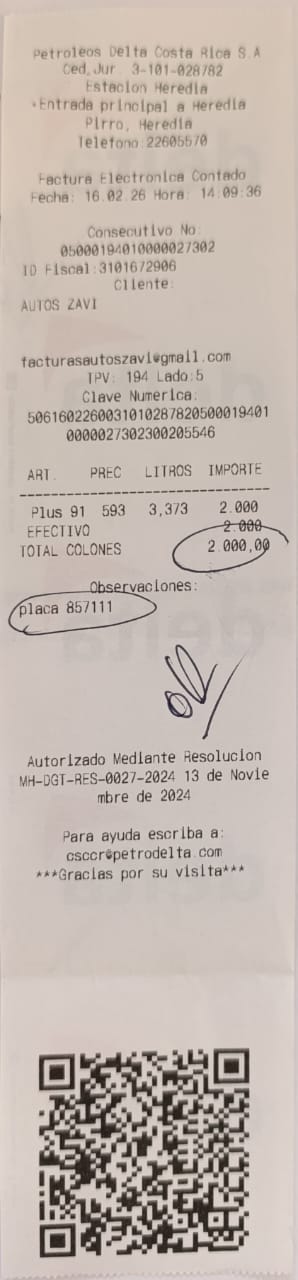 Petroleos Delta Costa Rica S.A
Ced.Jur. 3-101-028782
Estacion Heredia
*Entrada principal a Heredia
Pirro, Heredia
Telefono:22605570
Factura Electronica Contado
Fecha: 16.02.26 Hora: 14:09:36
Consecutivo No:
05000194010000027302
ID Fiscal:3101672906
Cliente:
AUTOS ZAVI
facturasautoszavi@gmail.com
TPV: 194 Lado:5
Clave Numerica:
5061602260031010287820500019401
0000027302300205546
ART. PREC LITROS IMPORTE
Plus 91 593 3,373 2.000
EFECTIVO 2.000
TOTAL COLONES 2.000,00
Observaciones:
placa 857111
Autorizado Mediante Resolucion
MH-DGT-RES-0027-2024 13 de Novie
mbre de 2024
Para ayuda escriba a:
csccr@petrodelta.com
***Gracias por su visita***